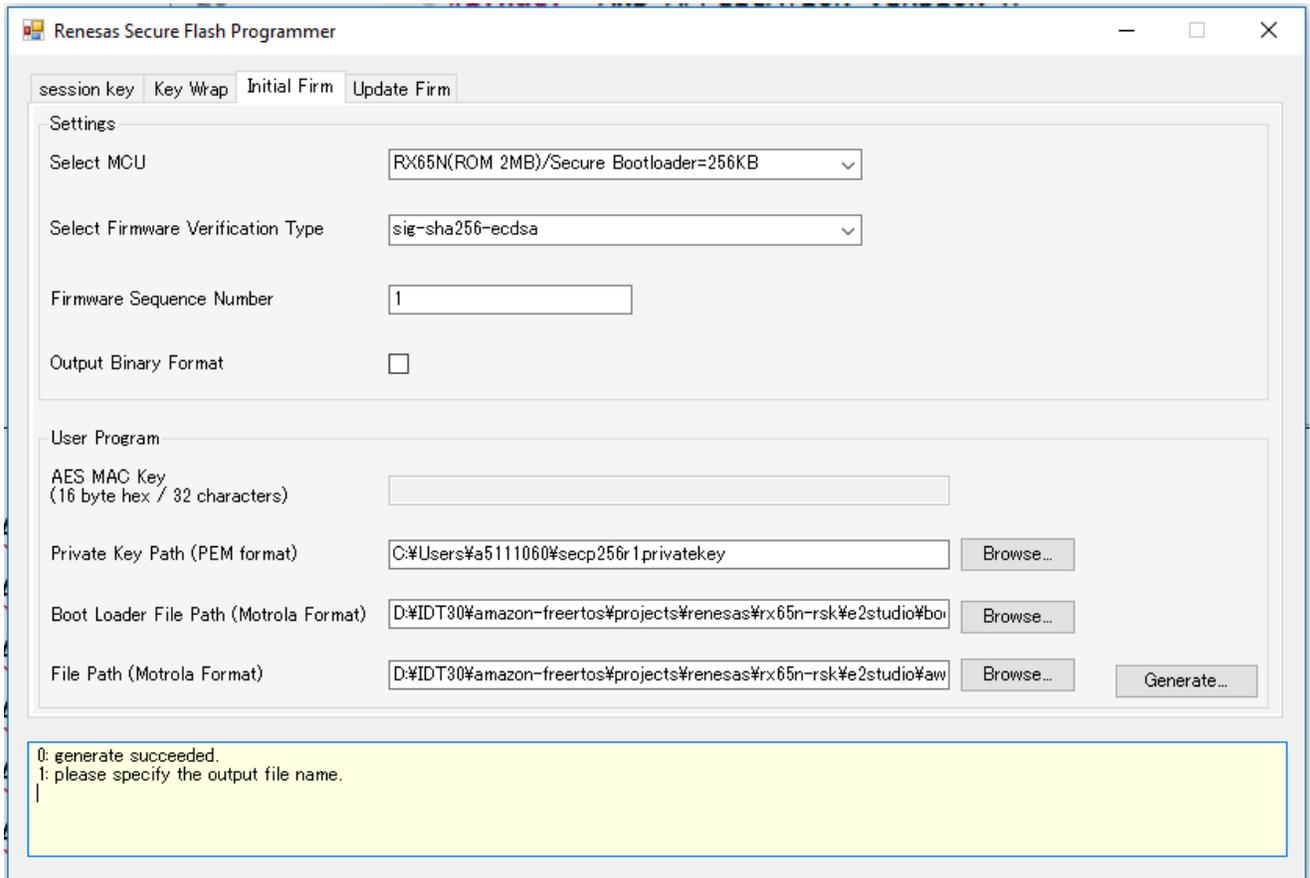 Renesas Secure Flash Programmer
session key Key Wrap Initial Firm Update Firm
Settings
Select MCU RX65N(ROM 2MB)/Secure Bootloader=256KB
Select Firmware Verification Type sig-sha256-ecdsa
Firmware Sequence Number 1
Output Binary Format
User Program
AES MAC Key
(16 byte hex / 32 characters)
Private Key Path (PEM format) C:¥Users¥a5111060¥secp256r1.privatekey Browse...
Boot Loader File Path (Motrola Format) D:¥IDT30¥amazon-freertos¥projects¥renesas¥rx65n-rsk¥e2studio¥bo Browse...
File Path (Motrola Format) D:¥IDT30¥amazon-freertos¥projects¥renesas¥rx65n-rsk¥e2studio¥aw Browse...
Generate...
0: generate succeeded.
1: please specify the output file name.